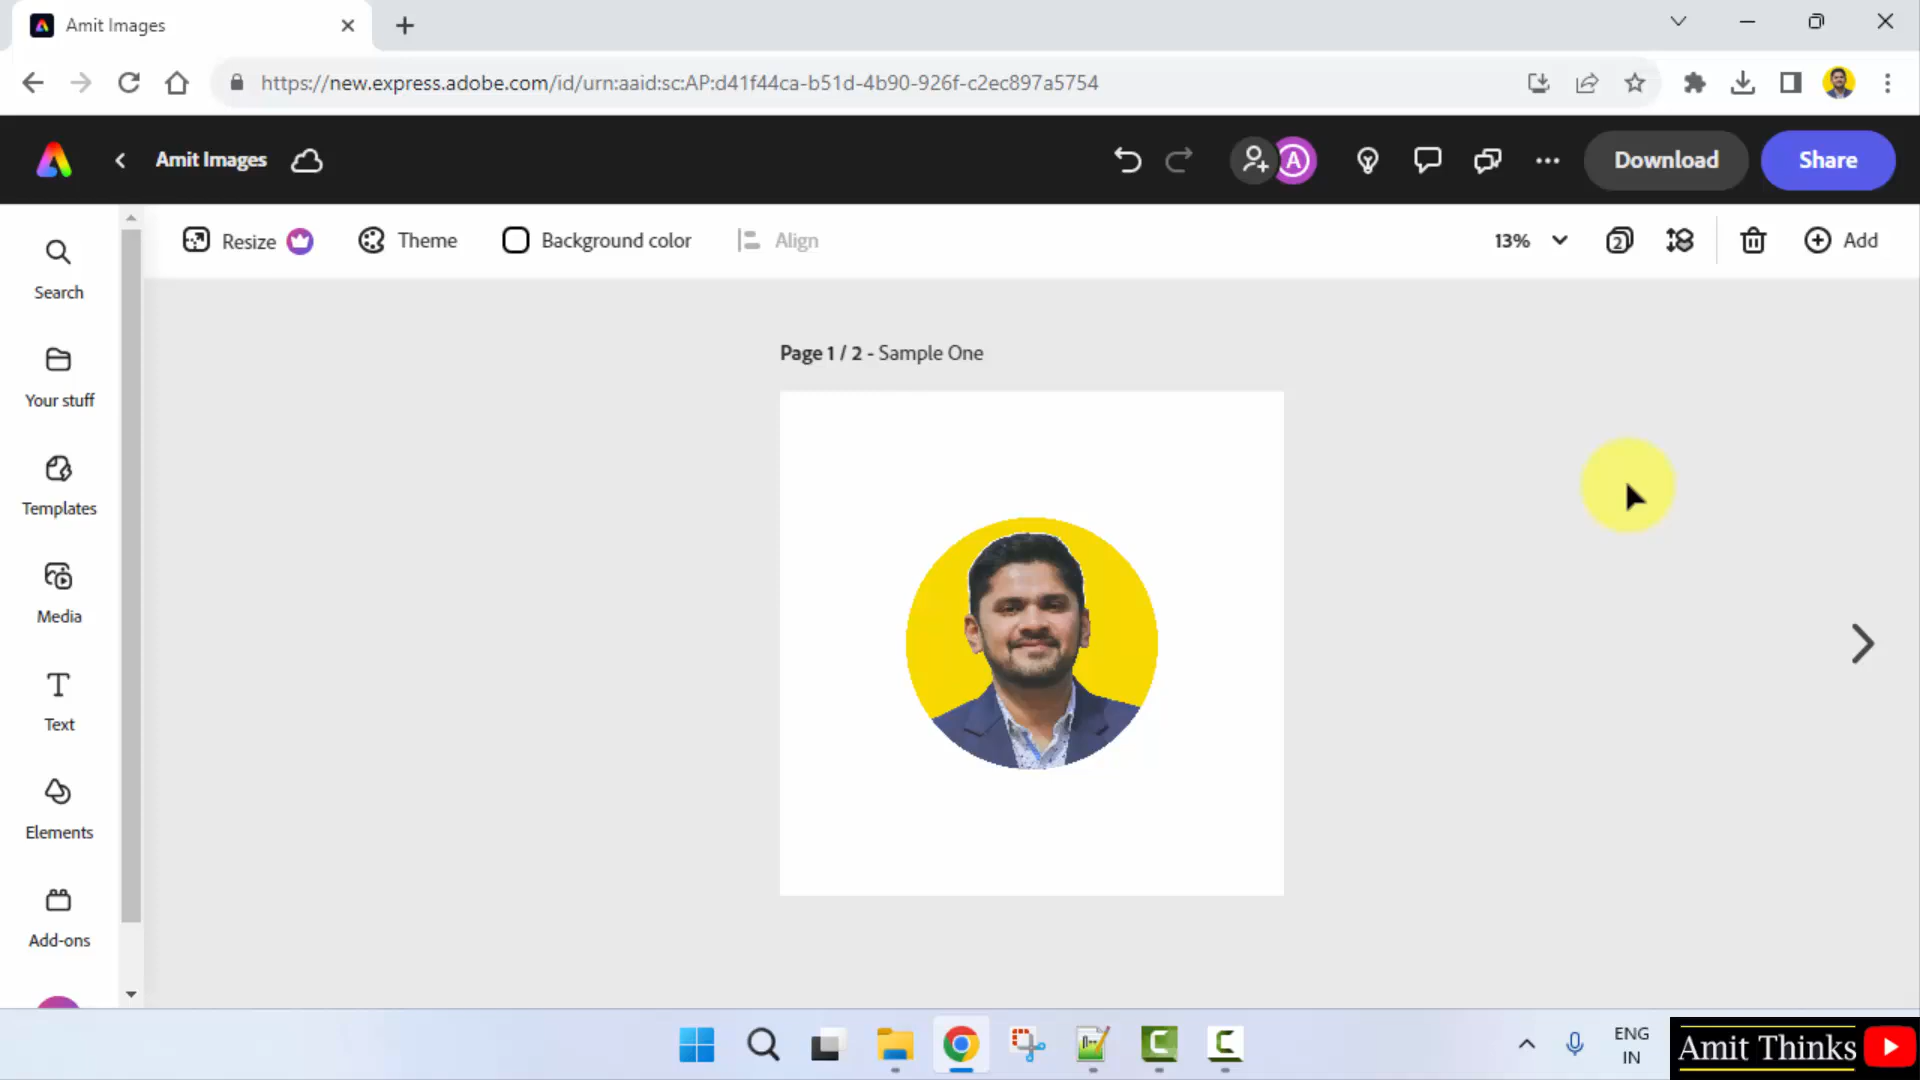 Amit Images
https://new.express.adobe.com/id/urn:aaid:sc:AP:d41f44ca-b51d-4b90-926f-c2ec897a5754
Amit Images
A
Download
Share
Resize
Theme
Background color
Align
13%
2
Add
Search
Your stuff
Templates
Media
Text
Elements
Add-ons
Page 1 / 2 - Sample One
ENG
IN
Amit Thinks